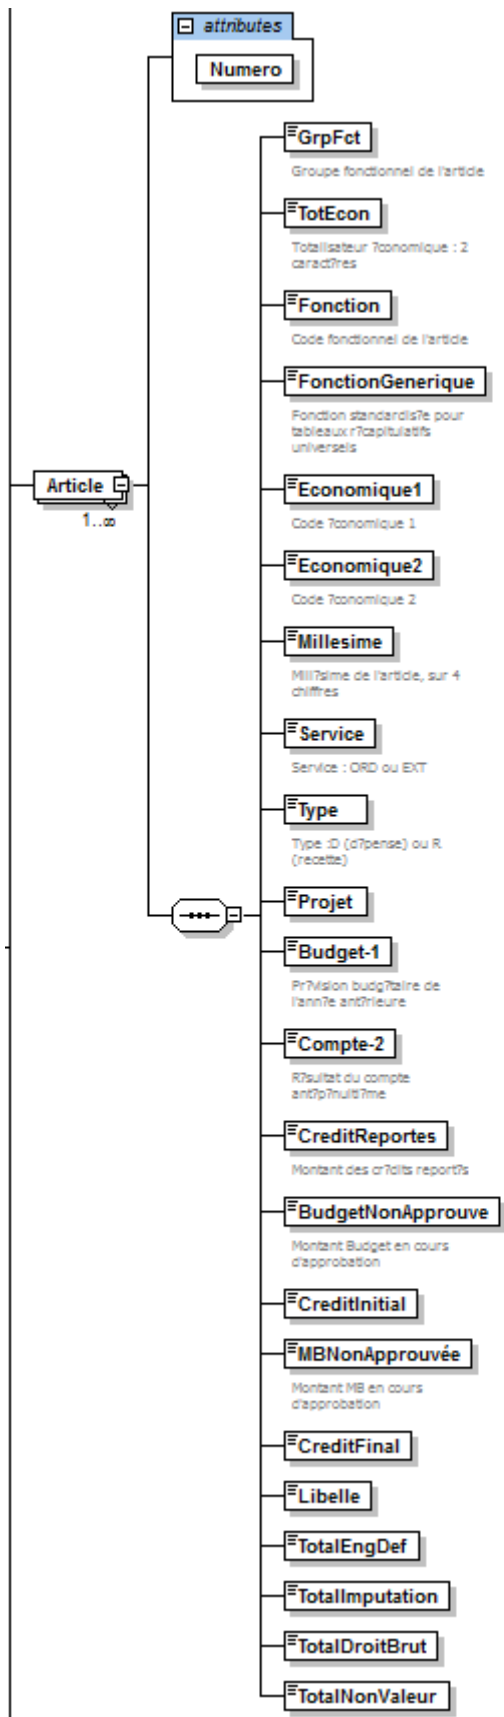 attributes
Numero
GrpFct
Groupe fonctionnel de l'article
TotEcon
Totalisateur ?conomique : 2
caract?res
Fonction
Code fonctionnel de l'article
FonctionGenerique
Fonction standardis?e pour
tableaux r?capitulatifs
universels
Article
1..∞
Economique1
Code ?conomique 1
Economique2
Code ?conomique 2
Millesime
Mill?sime de l'article, sur 4
chiffres
Service
Service : ORD ou EXT
Type
Type :D (d?pense) ou R
(recette)
Projet
Budget-1
Pr?vision budg?taire de
l'ann?e ant?rieure
Compte-2
R?sultat du compte
ant?p?nulti?me
CreditReportes
Montant des cr?dits report?s
BudgetNonApprouve
Montant Budget en cours
d'approbation
CreditInitial
MBNonApprouvée
Montant MB en cours
d'approbation
CreditFinal
Libelle
TotalEngDef
TotalImputation
TotalDroitBrut
TotalNonValeur